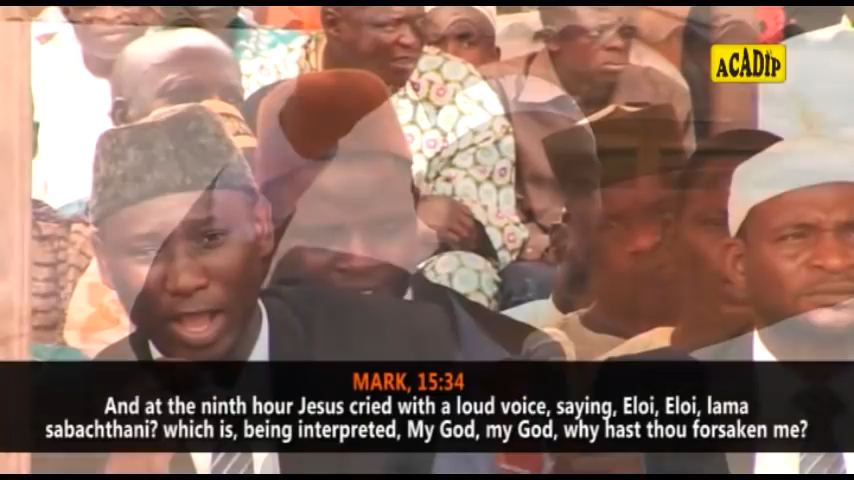 ACADIP
MARK, 15:34
And at the ninth hour Jesus cried with a loud voice, saying, Eloi, Eloi, lama
sabachthani? which is, being interpreted, My God, my God, why hast thou forsaken me?